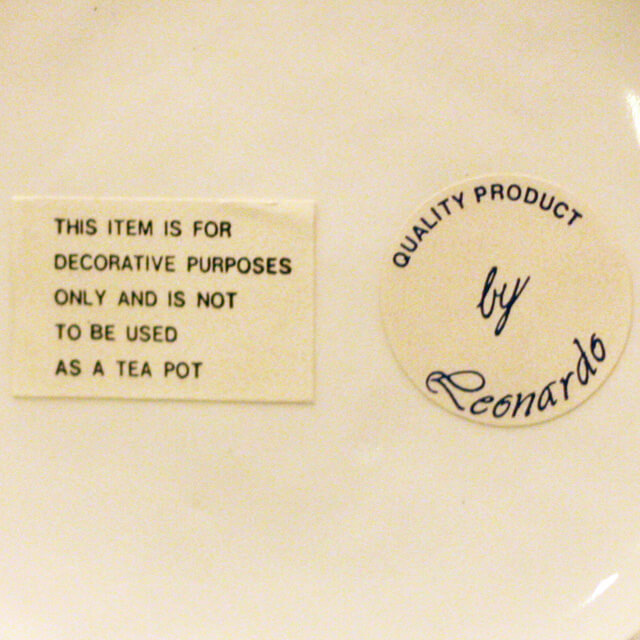 THIS ITEM IS FOR
DECORATIVE PURPOSES
ONLY AND IS NOT
TO BE USED
AS A TEA POT
QUALITY PRODUCT
by
Leonardo